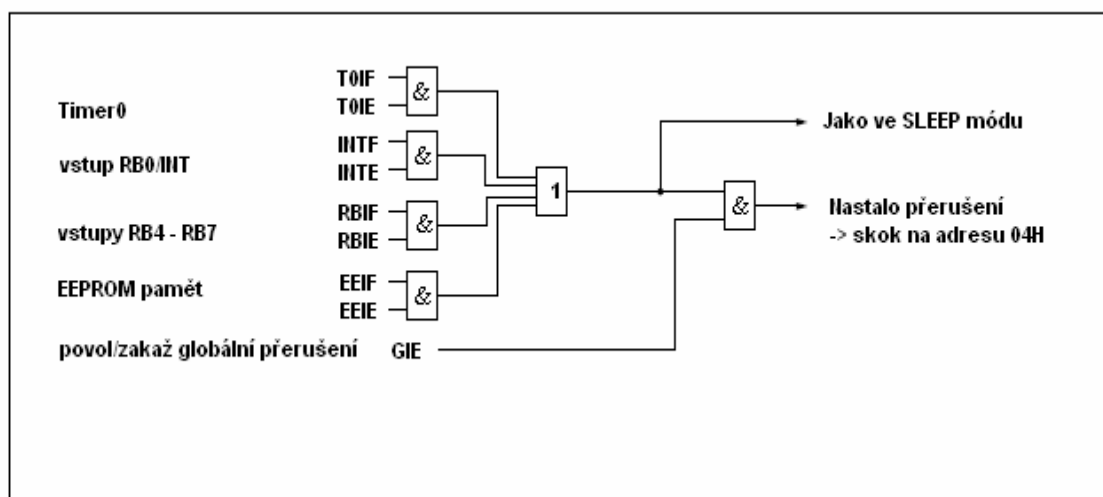 Timer0
T0IF
T0IE
&
vstup RB0/INT
INTF
INTE
&
vstupy RB4 - RB7
RBIF
RBIE
&
EEPROM pamět
EEIF
EEIE
&
povol/zakaž globální přerušení GIE
1
&
Jako ve SLEEP módu
Nastalo přerušení
-> skok na adresu 04H